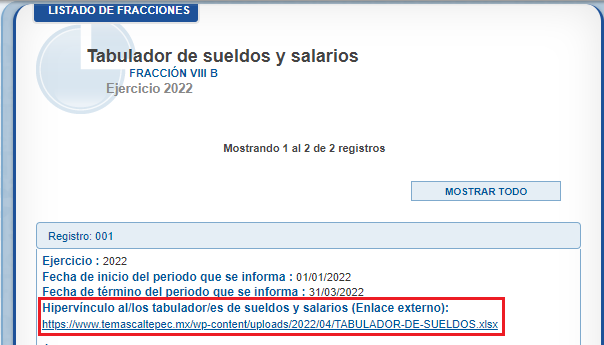 LISTADO DE FRACCIONES
Tabulador de sueldos y salarios
FRACCIÓN VIII B
Ejercicio 2022
Mostrando 1 al 2 de 2 registros
MOSTRAR TODO
Registro: 001
Ejercicio : 2022
Fecha de inicio del periodo que se informa : 01/01/2022
Fecha de término del periodo que se informa : 31/03/2022
Hipervínculo al/los tabulador/es de sueldos y salarios (Enlace externo):
https://www.temascaltepec.mx/wp-content/uploads/2022/04/TABULADOR-DE-SUELDOS.xlsx